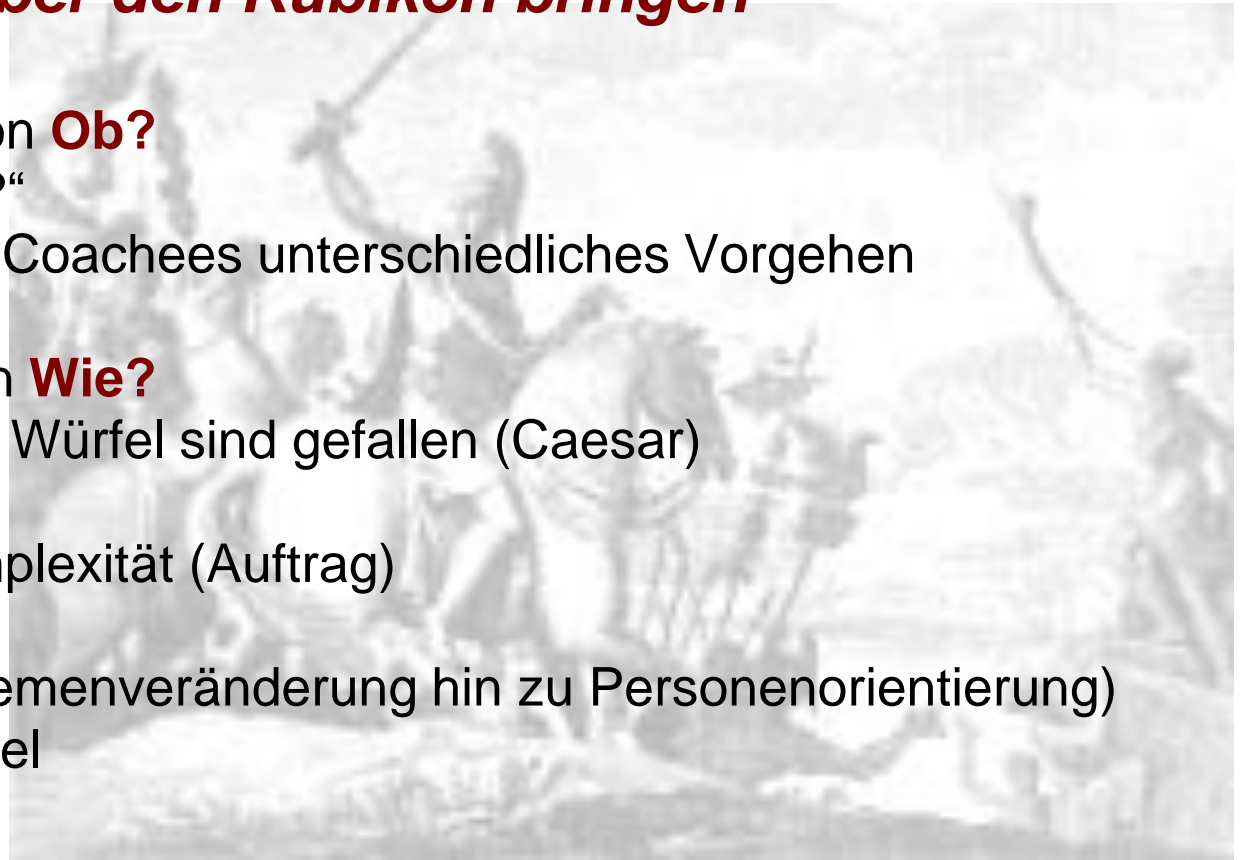 ber den Rubikon bringen
on Ob?
?“
Coachees unterschiedliches Vorgehen
n Wie?
Würfel sind gefallen (Caesar)
plexität (Auftrag)
emenveränderung hin zu Personenorientierung)
el